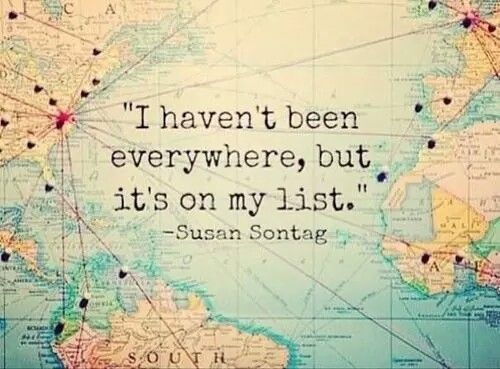 I C A
"I haven't been
everywhere, but
it's on my list."
-Susan Sontag
A F
SOUTH